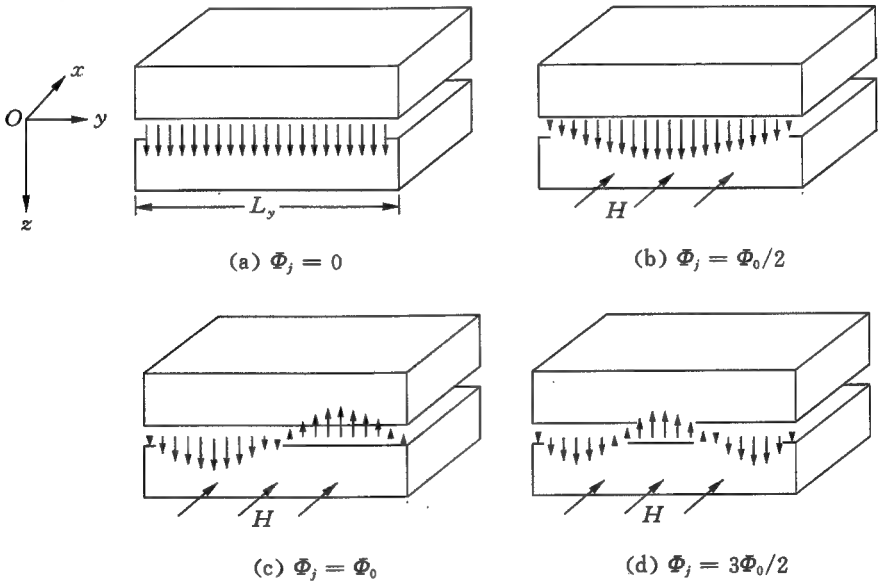 O
x
y
z
L_y
(a) Φ_j = 0
H
(b) Φ_j = Φ_0/2
H
(c) Φ_j = Φ_0
H
(d) Φ_j = 3Φ_0/2